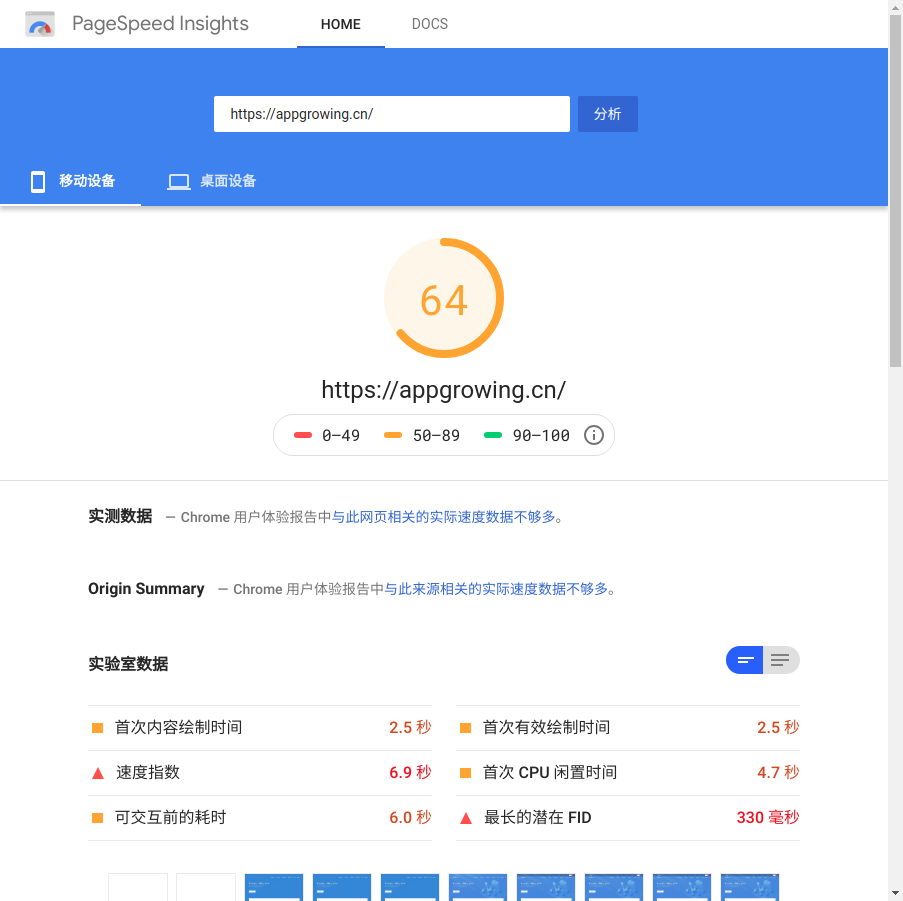 PageSpeed Insights
HOME
DOCS
https://appgrowing.cn/
分析
移动设备
桌面设备
64
https://appgrowing.cn/
0–49
50–89
90–100
实测数据 — Chrome 用户体验报告中与此网页相关的实际速度数据不够多。
Origin Summary — Chrome 用户体验报告中与此来源相关的实际速度数据不够多。
实验室数据
首次内容绘制时间 2.5 秒
首次有效绘制时间 2.5 秒
速度指数 6.9 秒
首次 CPU 闲置时间 4.7 秒
可交互前的耗时 6.0 秒
最长的潜在 FID 330 毫秒